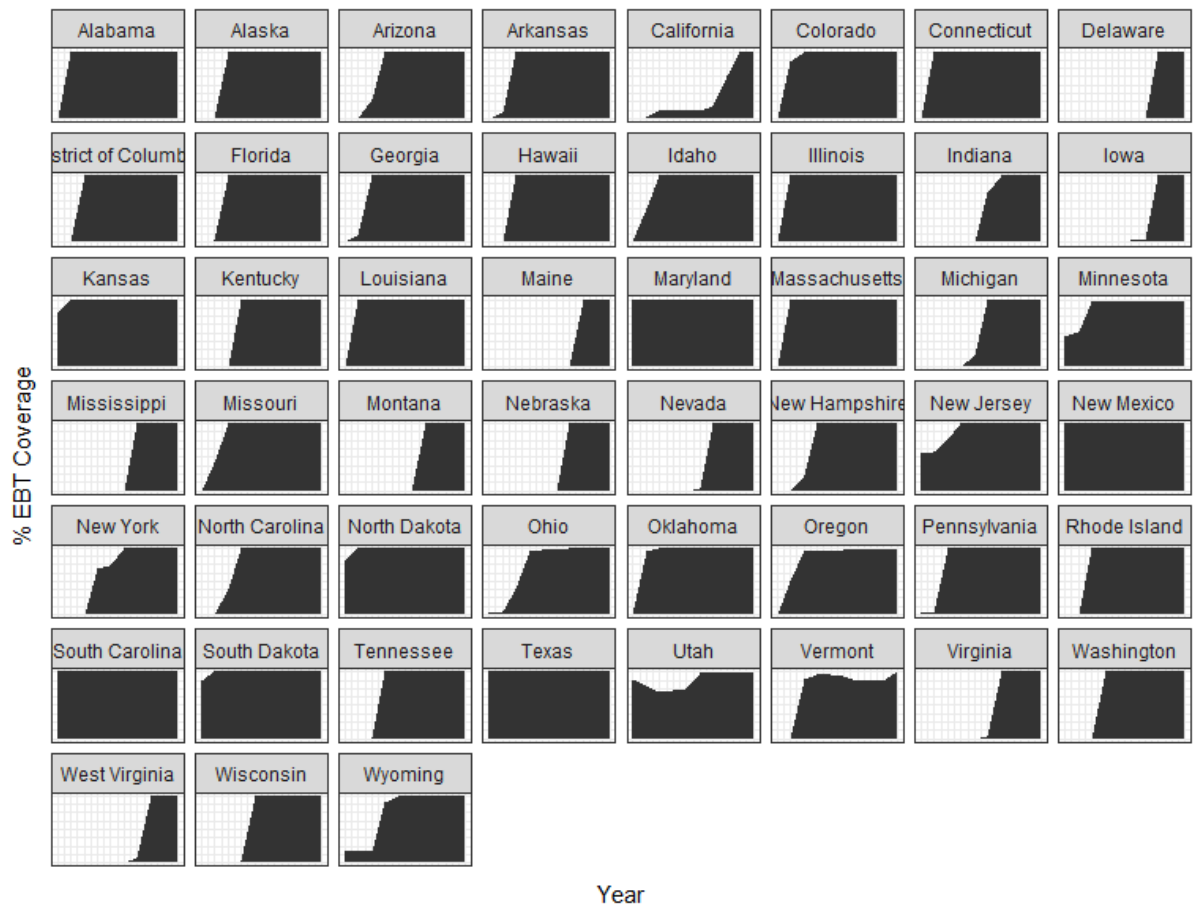 Alabama
Alaska
Arizona
Arkansas
California
Colorado
Connecticut
Delaware
strict of Columb
Florida
Georgia
Hawaii
Idaho
Illinois
Indiana
Iowa
Kansas
Kentucky
Louisiana
Maine
Maryland
Massachusetts
Michigan
Minnesota
Mississippi
Missouri
Montana
Nebraska
Nevada
New Hampshire
New Jersey
New Mexico
New York
North Carolina
North Dakota
Ohio
Oklahoma
Oregon
Pennsylvania
Rhode Island
South Carolina
South Dakota
Tennessee
Texas
Utah
Vermont
Virginia
Washington
West Virginia
Wisconsin
Wyoming
% EBT Coverage
Year